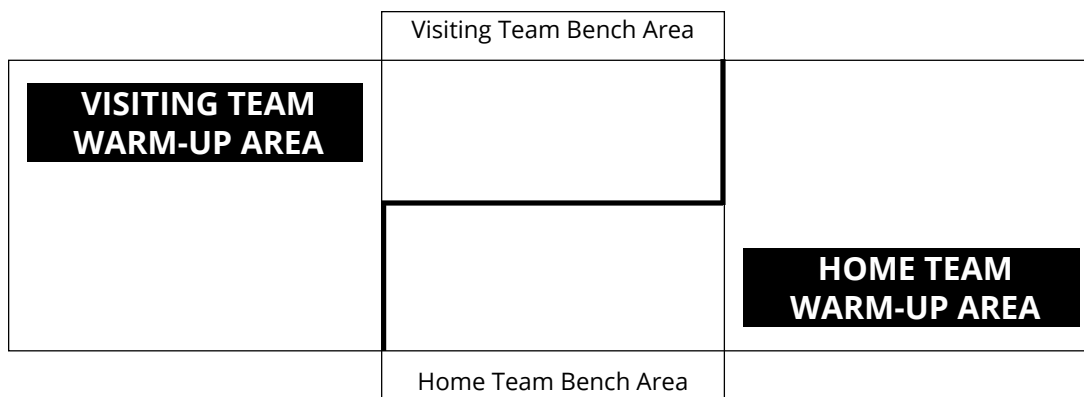 Visiting Team Bench Area
VISITING TEAM
WARM-UP AREA
HOME TEAM
WARM-UP AREA
Home Team Bench Area